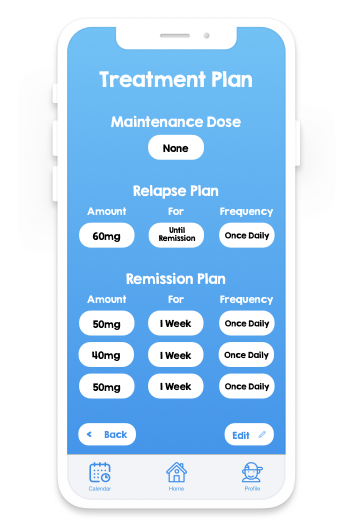 Treatment Plan
Maintenance Dose
None
Relapse Plan
Amount For Frequency
60mg Until Remission Once Daily
Remission Plan
Amount For Frequency
50mg 1 Week Once Daily
40mg 1 Week Once Daily
50mg 1 Week Once Daily
< Back Edit
Calendar Home Profile